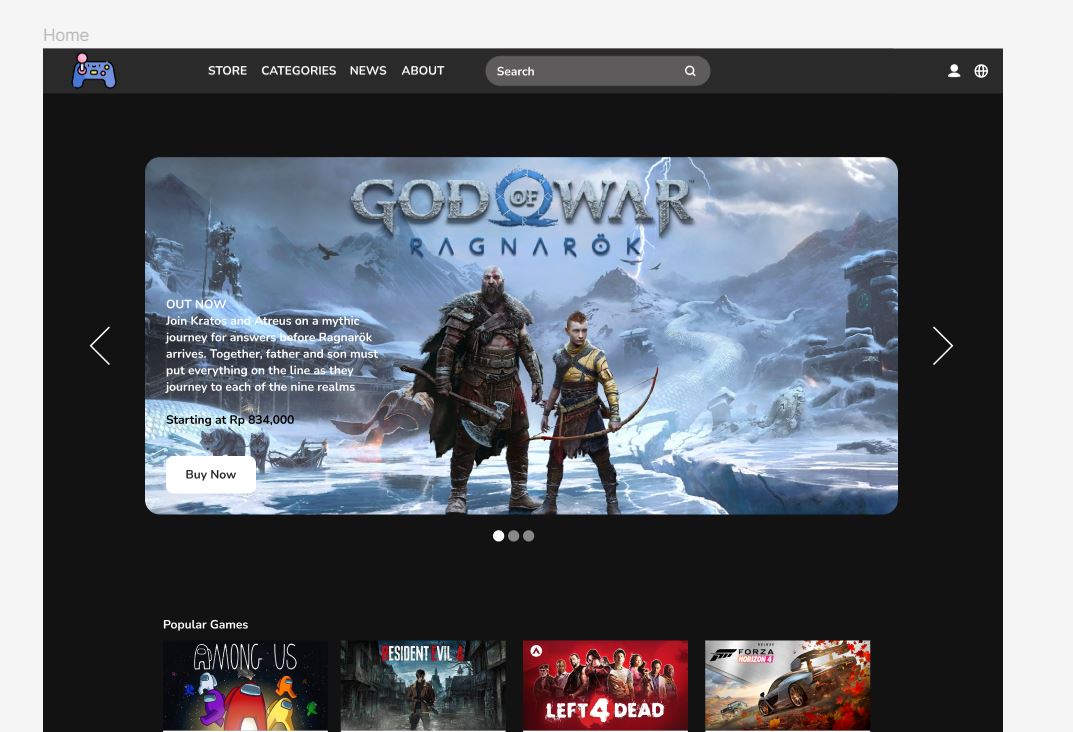 Home
STORE CATEGORIES NEWS ABOUT Search
GOD OF WAR
RAGNARÖK
OUT NOW
Join Kratos and Atreus on a mythic
journey for answers before Ragnarök
arrives. Together, father and son must
put everything on the line as they
journey to each of the nine realms
Starting at Rp 834,000
Buy Now
Popular Games
AMONG US
RESIDENT EVIL 4
LEFT 4 DEAD
DELUXE
FORZA
HORIZON 4